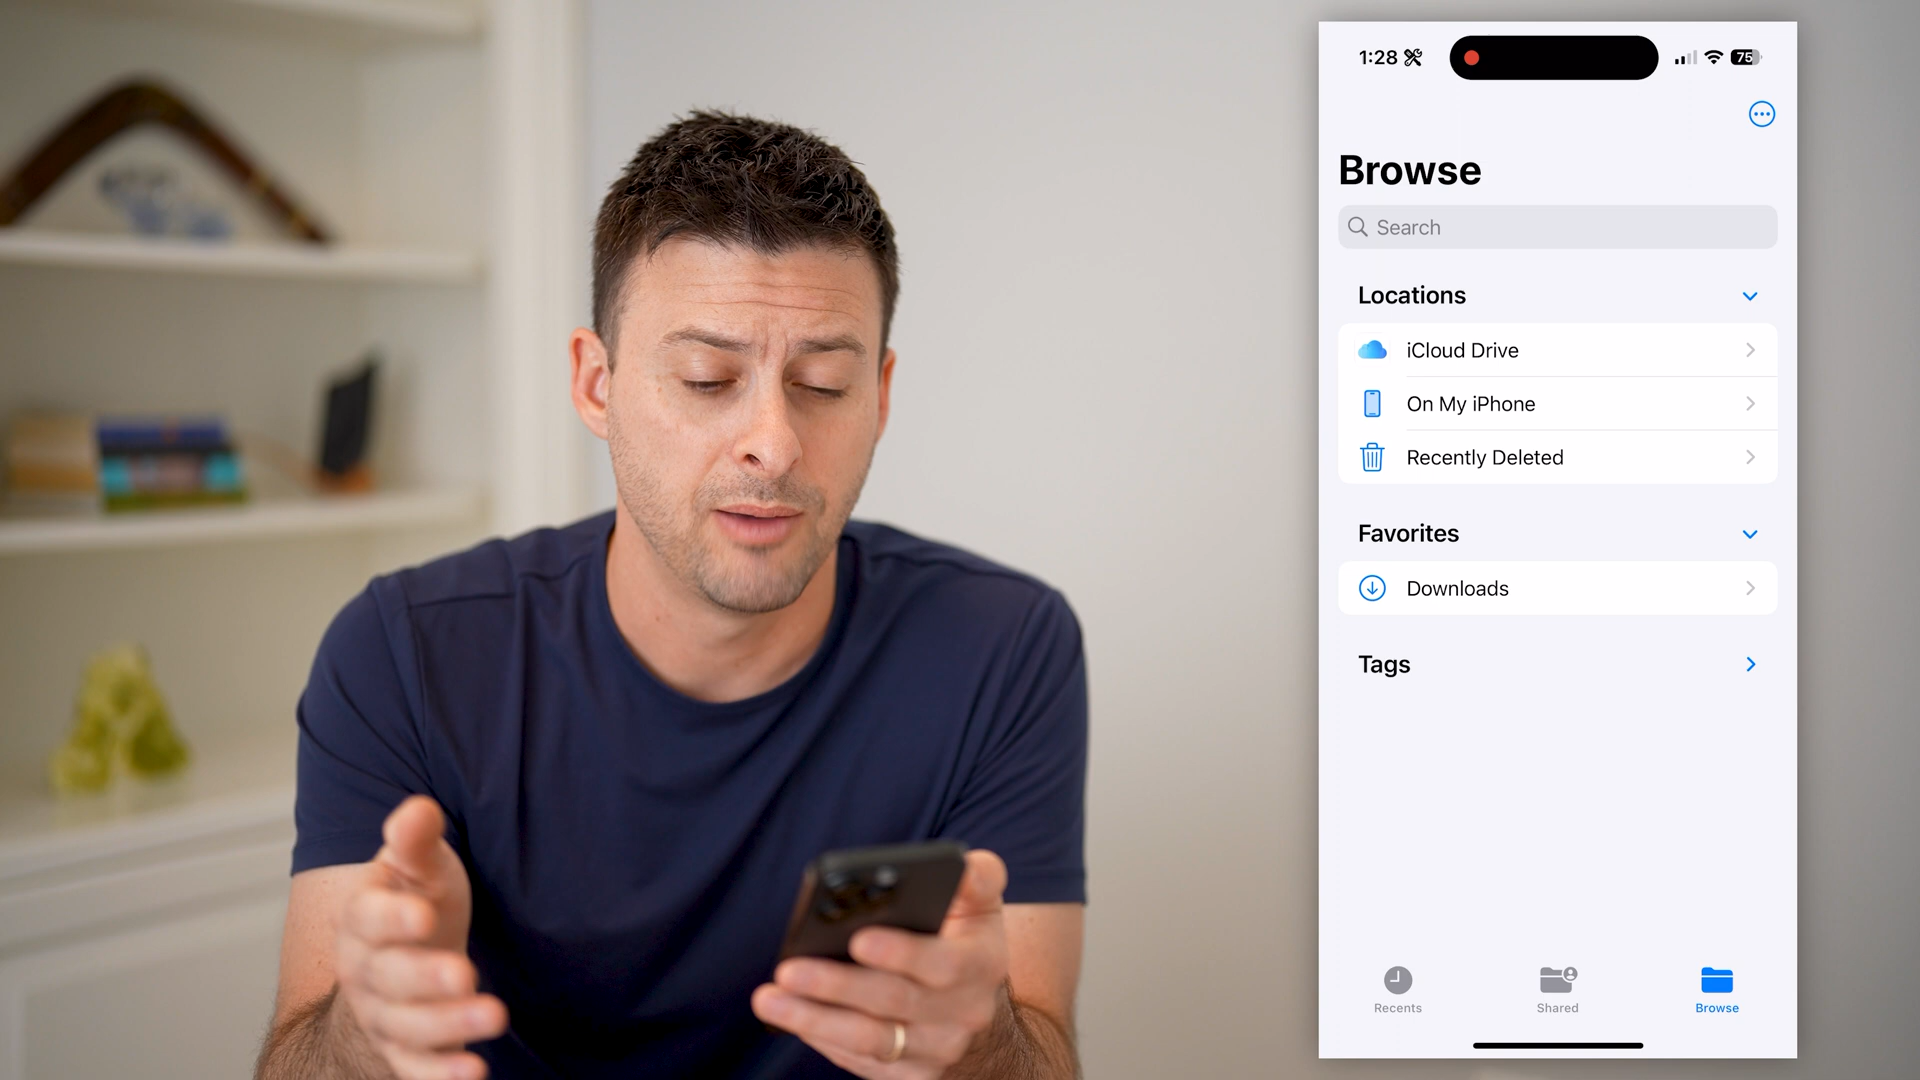 1:28
75
Browse
Search
Locations
iCloud Drive
On My iPhone
Recently Deleted
Favorites
Downloads
Tags
Recents
Shared
Browse